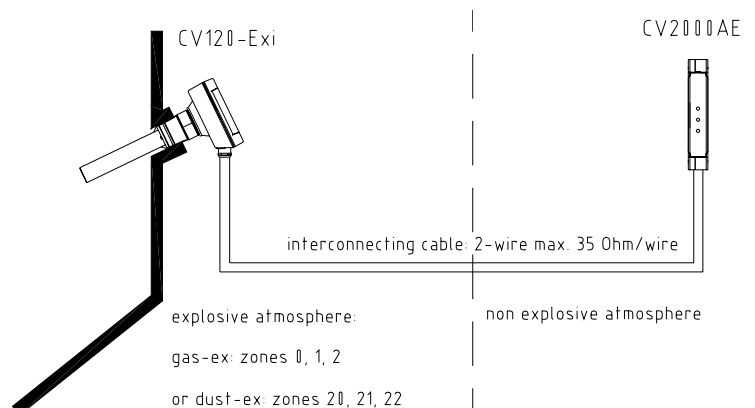 CV120-Exi
CV2000AE
interconnecting cable: 2-wire max. 35 Ohm/wire
explosive atmosphere:
non explosive atmosphere
gas-ex: zones 0, 1, 2
or dust-ex: zones 20, 21, 22